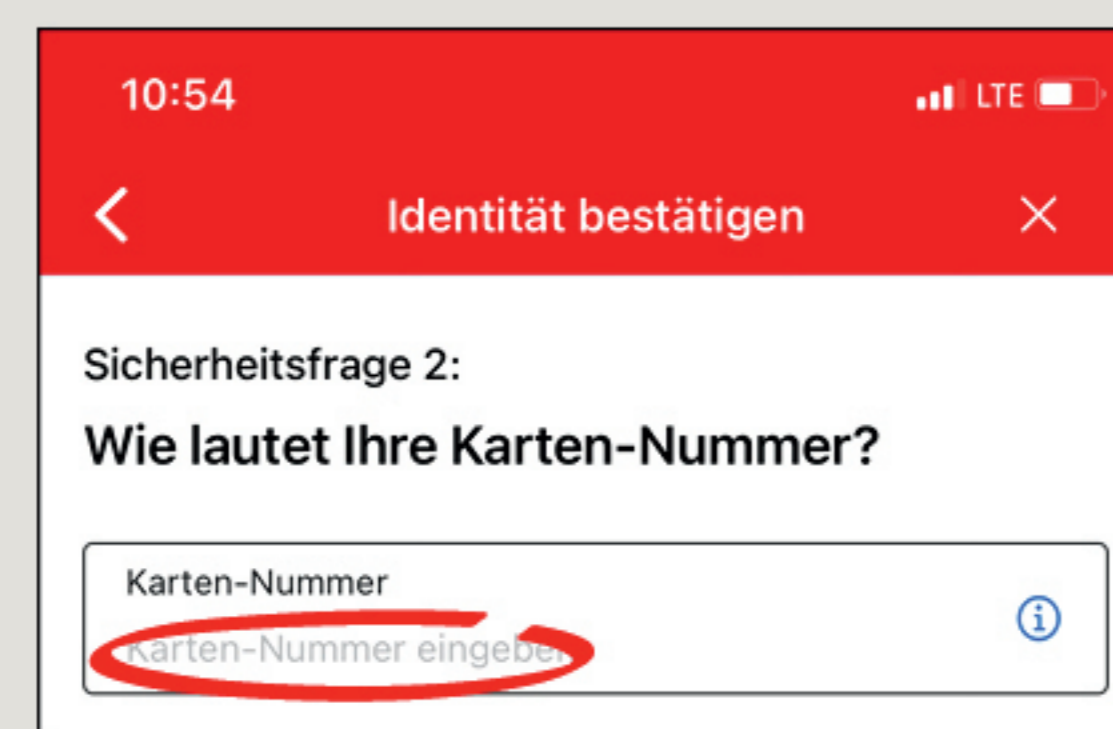 10:54
LTE
Identität bestätigen
Sicherheitsfrage 2:
Wie lautet Ihre Karten-Nummer?
Karten-Nummer
Karten-Nummer eingeben